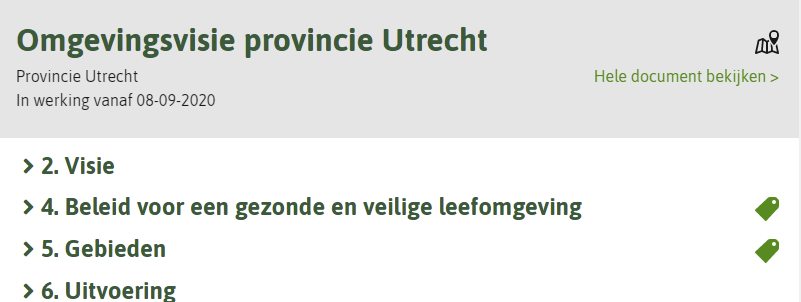 Omgevingsvisie provincie Utrecht
Provincie Utrecht
Hele document bekijken >
In werking vanaf 08-09-2020
2. Visie
4. Beleid voor een gezonde en veilige leefomgeving
5. Gebieden
6. Uitvoering